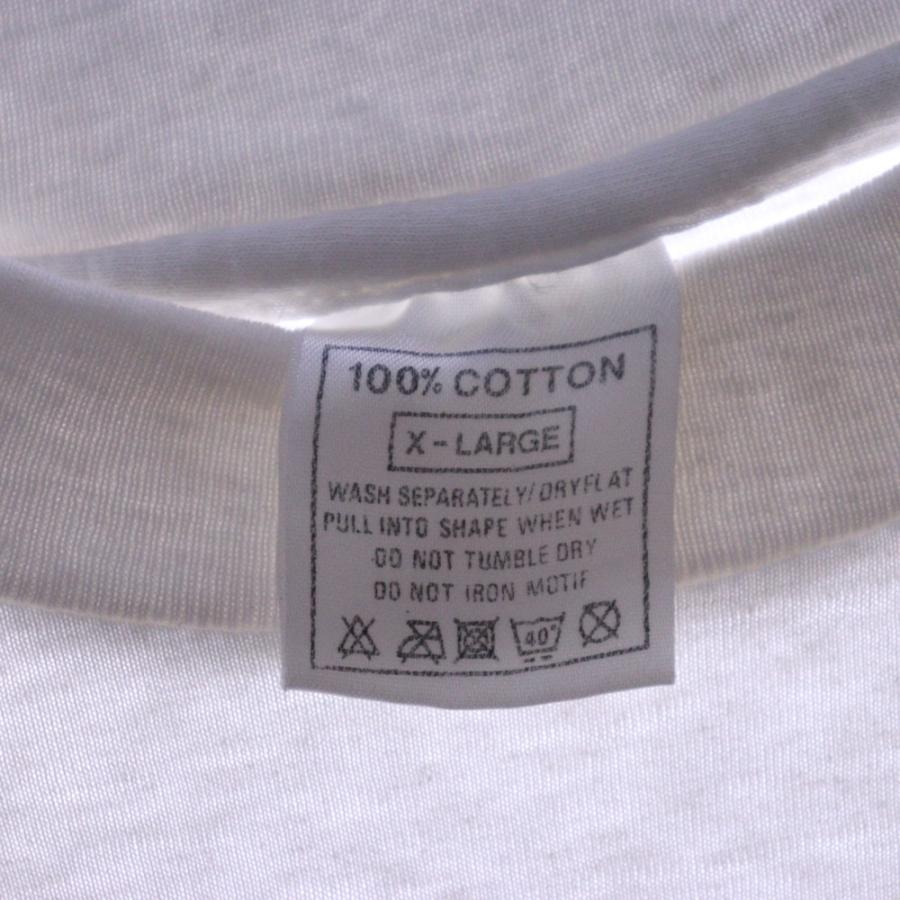 100% COTTON
X-LARGE
WASH SEPARATELY/DRYFLAT
PULL INTO SHAPE WHEN WET
DO NOT TUMBLE DRY
DO NOT IRON MOTIF
40°